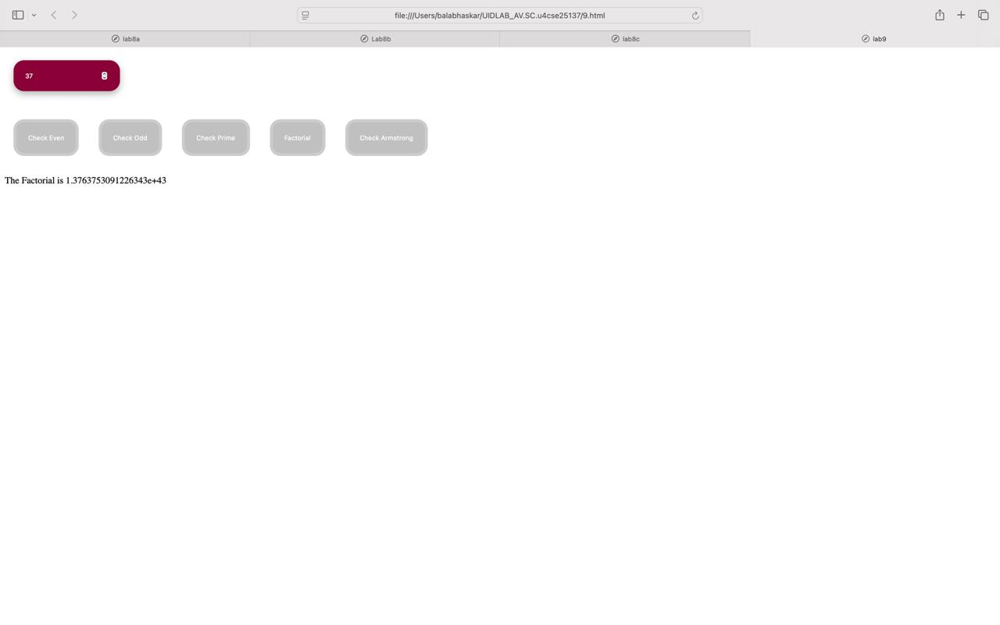 file:///Users/balabhaskar/UIDLAB_AV.SC.u4cse25137/9.html
lab8a Lab8b lab8c lab9
37
Check Even Check Odd Check Prime Factorial Check Armstrong
The Factorial is 1.3763753091226343e+43